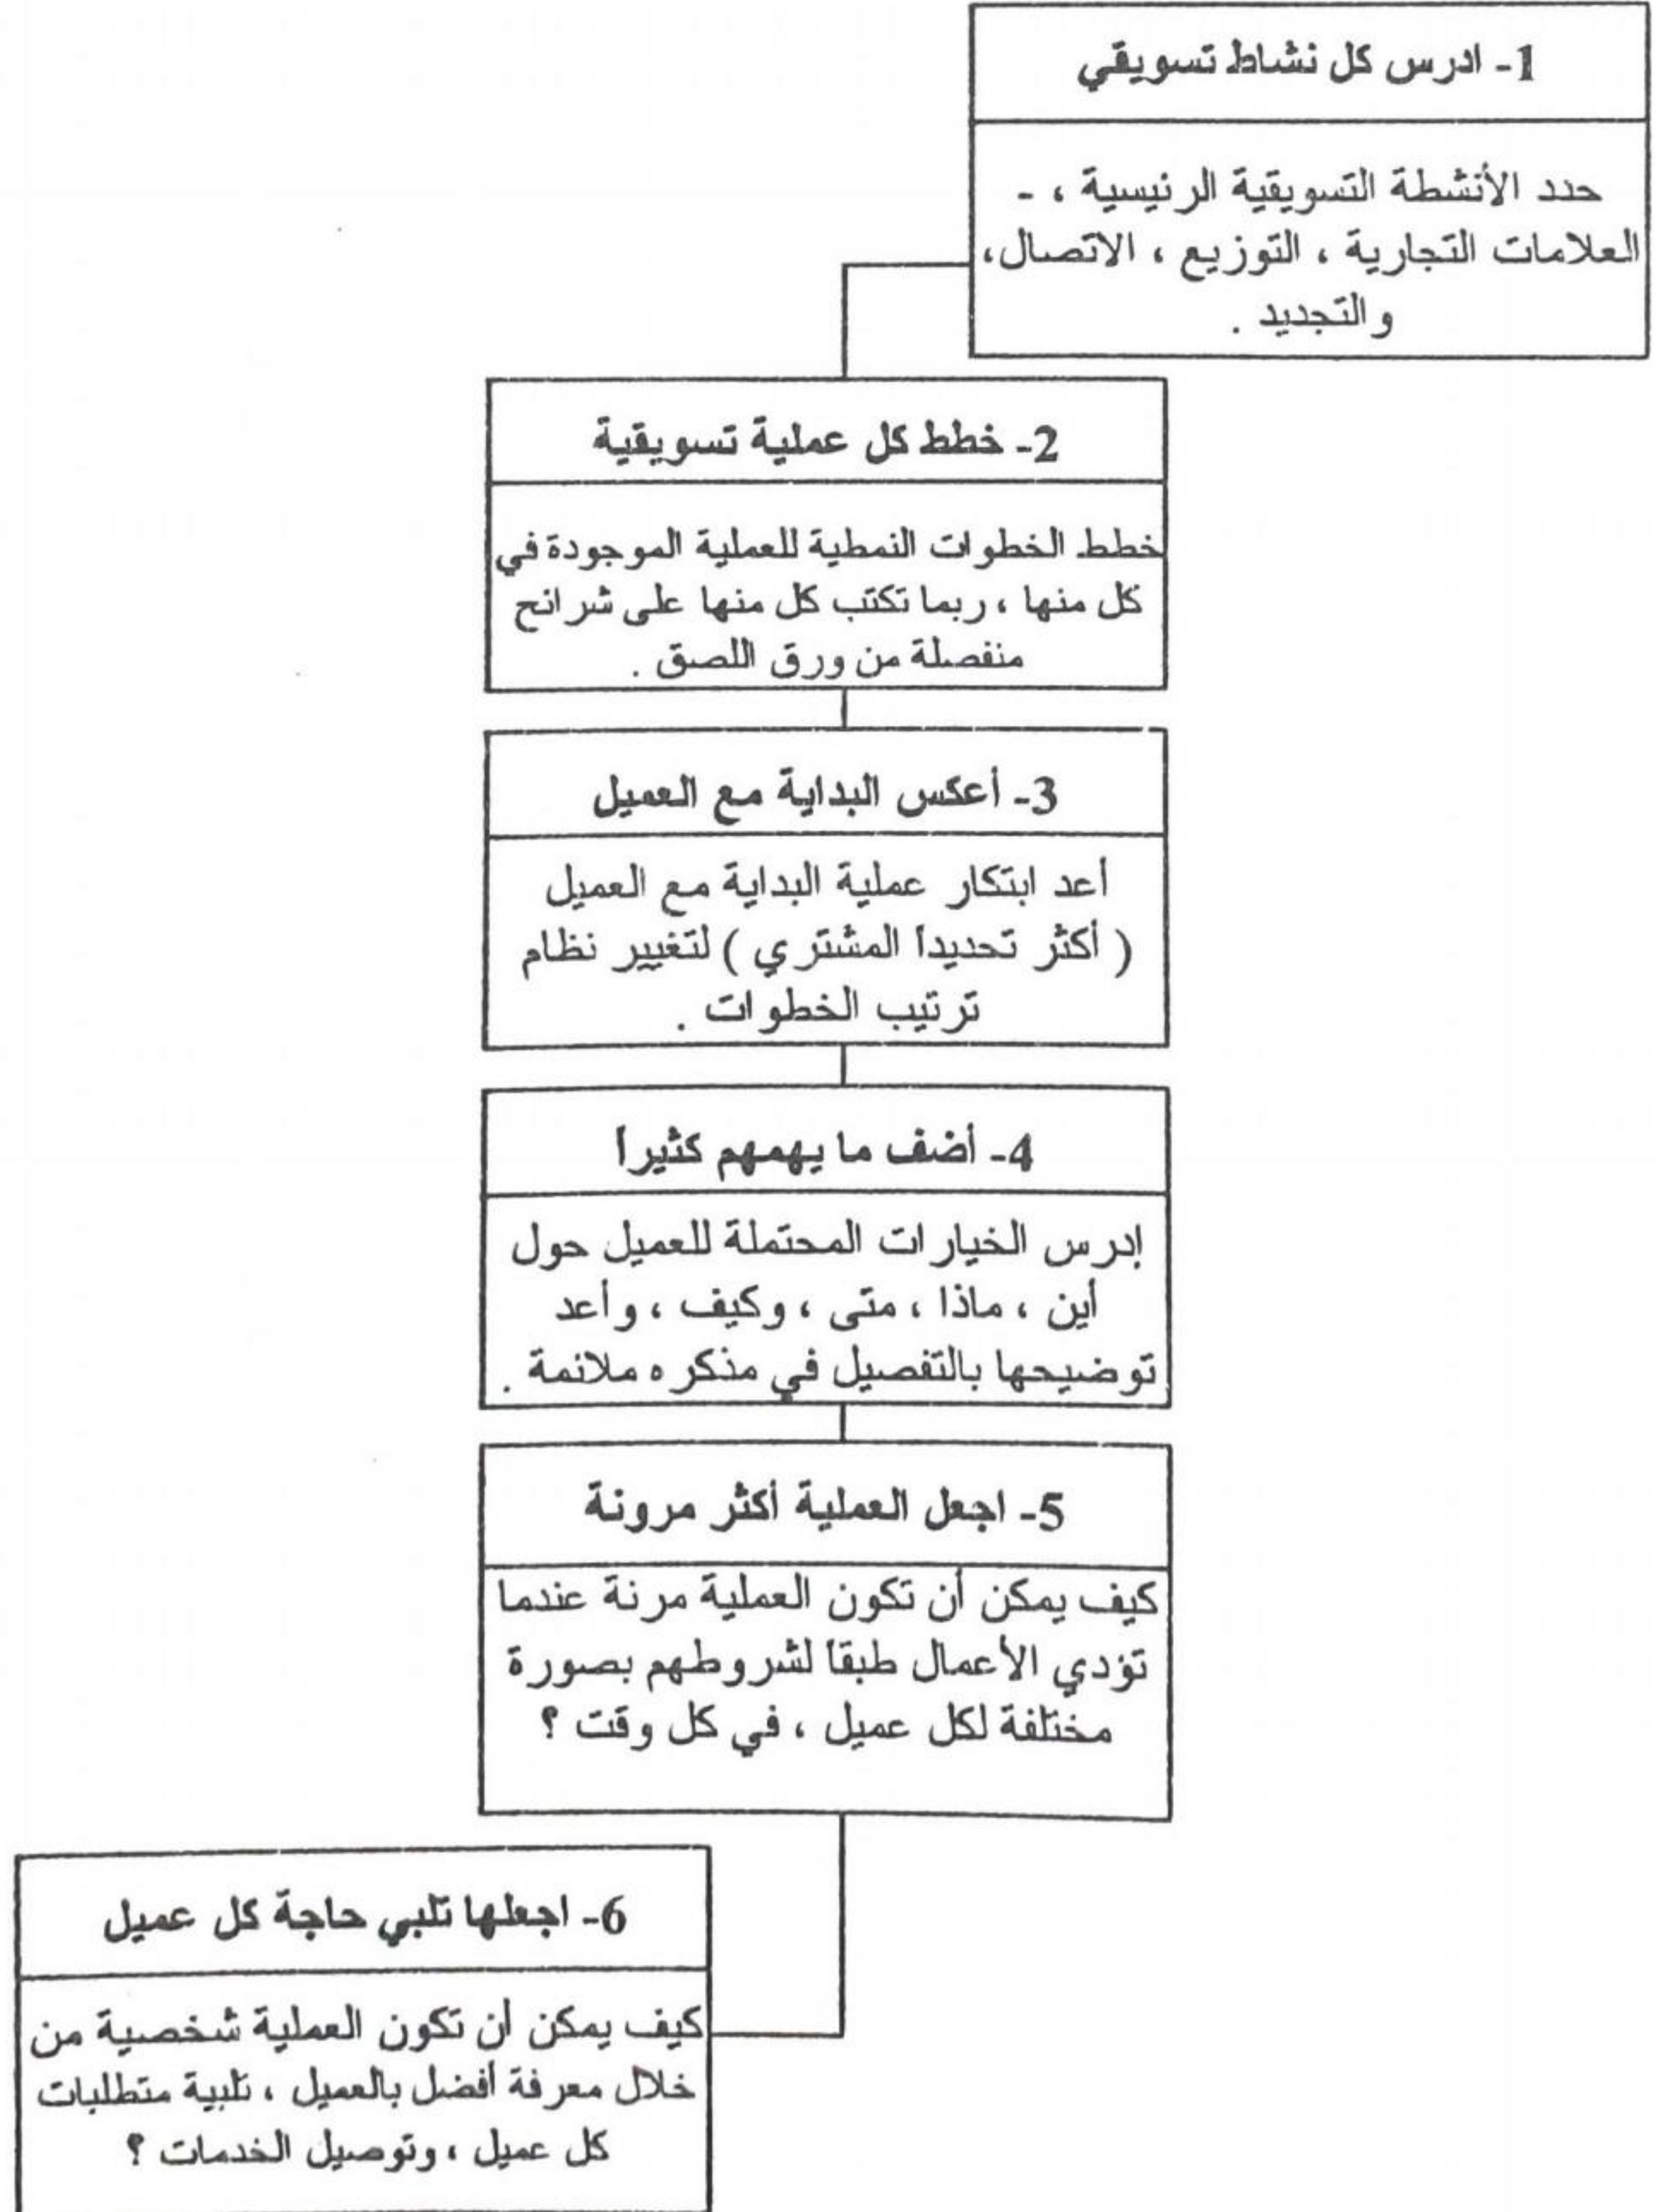 1- ادرس كل نشاط تسويقي
حدد الأنشطة التسويقية الرئيسية ، -
العلامات التجارية ، التوزيع ، الاتصال،
والتجديد .
2- خطط كل عملية تسويقية
خطط الخطوات النمطية للعملية الموجودة في
كل منها ، ربما تكتب كل منها على شرائح
منفصلة من ورق اللصق .
3- أعكس البداية مع العميل
أعد ابتكار عملية البداية مع العميل
( أكثر تحديداً المشتري ) لتغيير نظام
ترتيب الخطوات .
4- أضف ما يهمهم كثيراً
إدرس الخيارات المحتملة للعميل حول
أين ، ماذا ، متى ، وكيف ، وأعد
توضيحها بالتفصيل في مذكره ملائمة .
5- اجعل العملية أكثر مرونة
كيف يمكن أن تكون العملية مرنة عندما
تؤدي الأعمال طبقاً لشروطهم بصورة
مختلفة لكل عميل ، في كل وقت ؟
6- اجعلها تلبي حاجة كل عميل
كيف يمكن أن تكون العملية شخصية من
خلال معرفة أفضل بالعميل ، تلبية متطلبات
كل عميل ، وتوصيل الخدمات ؟